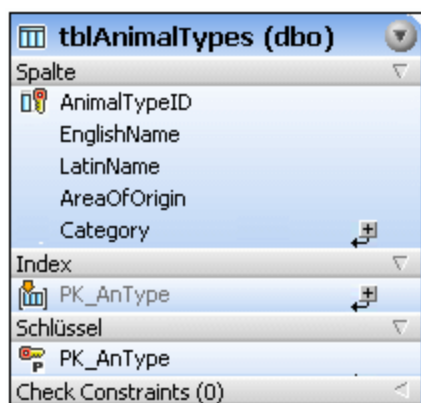 tblAnimalTypes (dbo)
Spalte
AnimalTypeID
EnglishName
LatinName
AreaOfOrigin
Category
Index
PK_AnType
Schlüssel
P PK_AnType
Check Constraints (0)